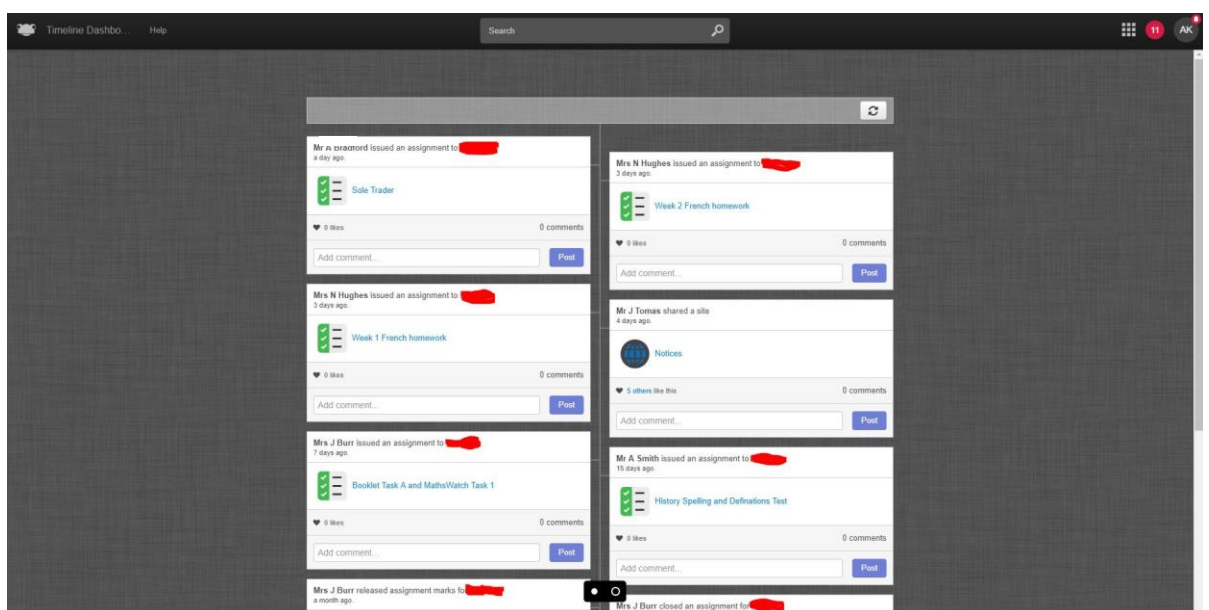 Timeline Dashbo... Help Search 11 AK
Mr A Bradford issued an assignment to
a day ago.
Sole Trader
0 likes 0 comments
Add comment... Post
Mrs N Hughes issued an assignment to
3 days ago.
Week 2 French homework
0 likes 0 comments
Add comment... Post
Mrs N Hughes issued an assignment to
3 days ago.
Week 1 French homework
0 likes 0 comments
Add comment... Post
Mr J Tomas shared a site
4 days ago.
Notices
5 others like this 0 comments
Add comment... Post
Mrs J Burr issued an assignment to
7 days ago.
Booklet Task A and MathsWatch Task 1
0 likes 0 comments
Add comment... Post
Mr A Smith issued an assignment to
15 days ago.
History Spelling and Definations Test
0 likes 0 comments
Add comment... Post
Mrs J Burr released assignment marks for
a month ago.
Mrs J Burr closed an assignment for